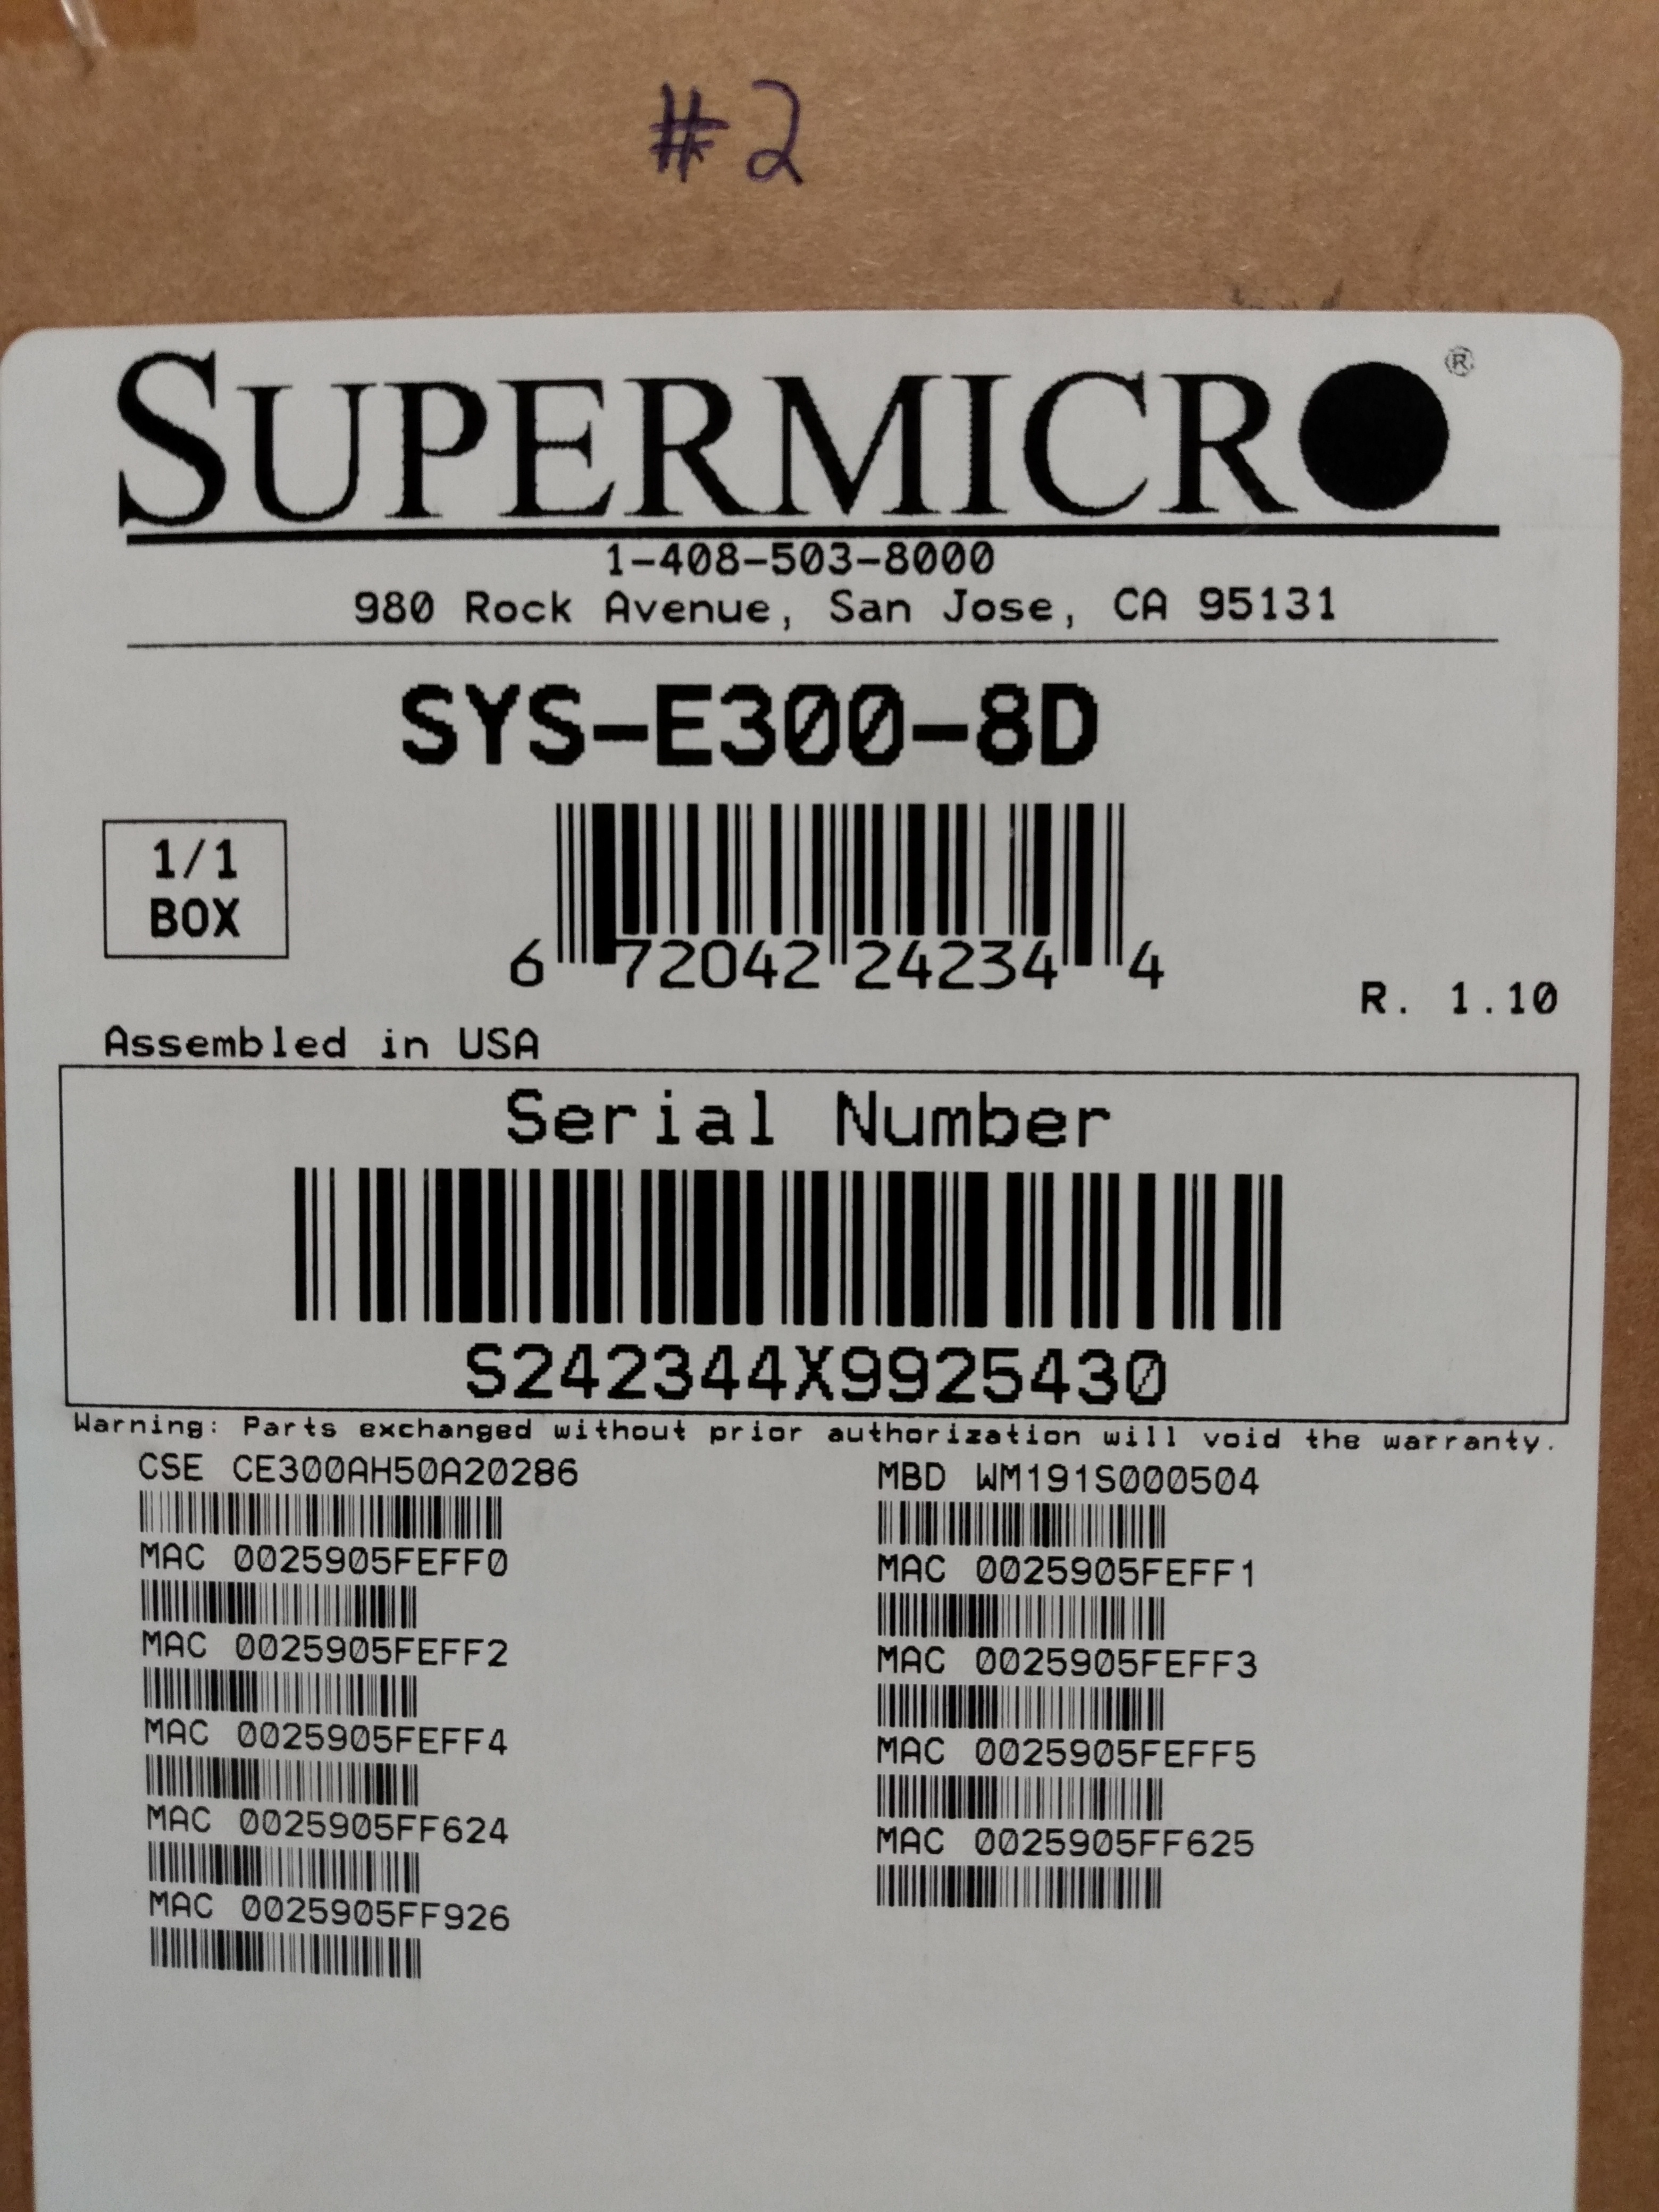 #2
SUPERMICRO®
1-408-503-8000
980 Rock Avenue, San Jose, CA 95131
SYS-E300-8D
1/1
BOX
6 72042 24234 4
R. 1.10
Assembled in USA
Serial Number
S242344X9925430
Warning: Parts exchanged without prior authorization will void the warranty.
CSE CE300AH50A20286 MBD WM191S000504
MAC 0025905FEFF0 MAC 0025905FEFF1
MAC 0025905FEFF2 MAC 0025905FEFF3
MAC 0025905FEFF4 MAC 0025905FEFF5
MAC 0025905FF624 MAC 0025905FF625
MAC 0025905FF926